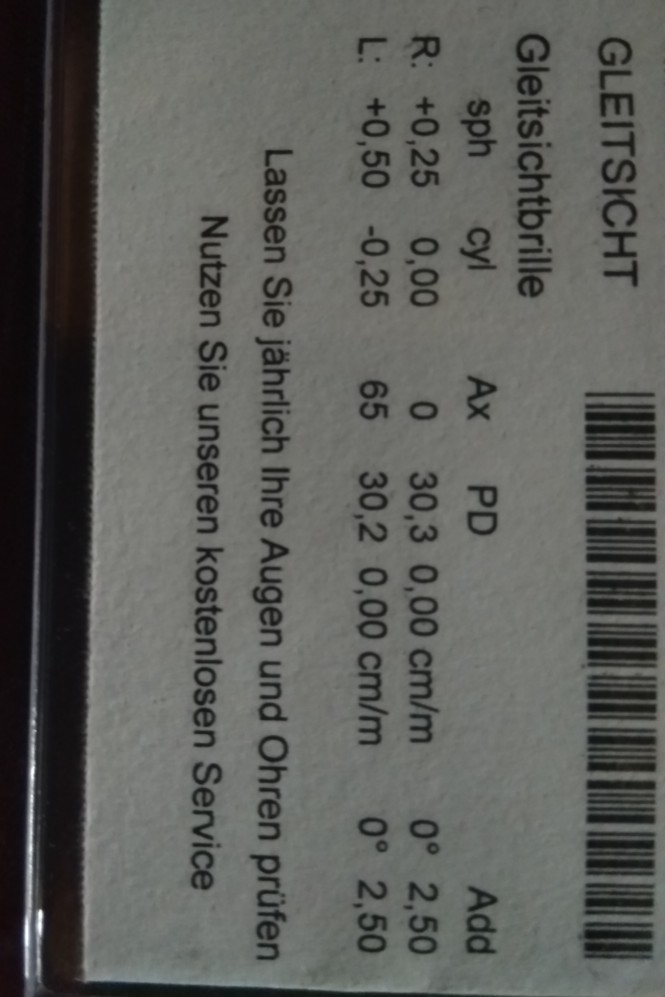 GLEITSICHT
Gleitsichtbrille
sph cyl Ax PD Add
R: +0,25 0,00 0 30,3 0,00 cm/m 0° 2,50
L: +0,50 -0,25 65 30,2 0,00 cm/m 0° 2,50
Lassen Sie jährlich Ihre Augen und Ohren prüfen
Nutzen Sie unseren kostenlosen Service